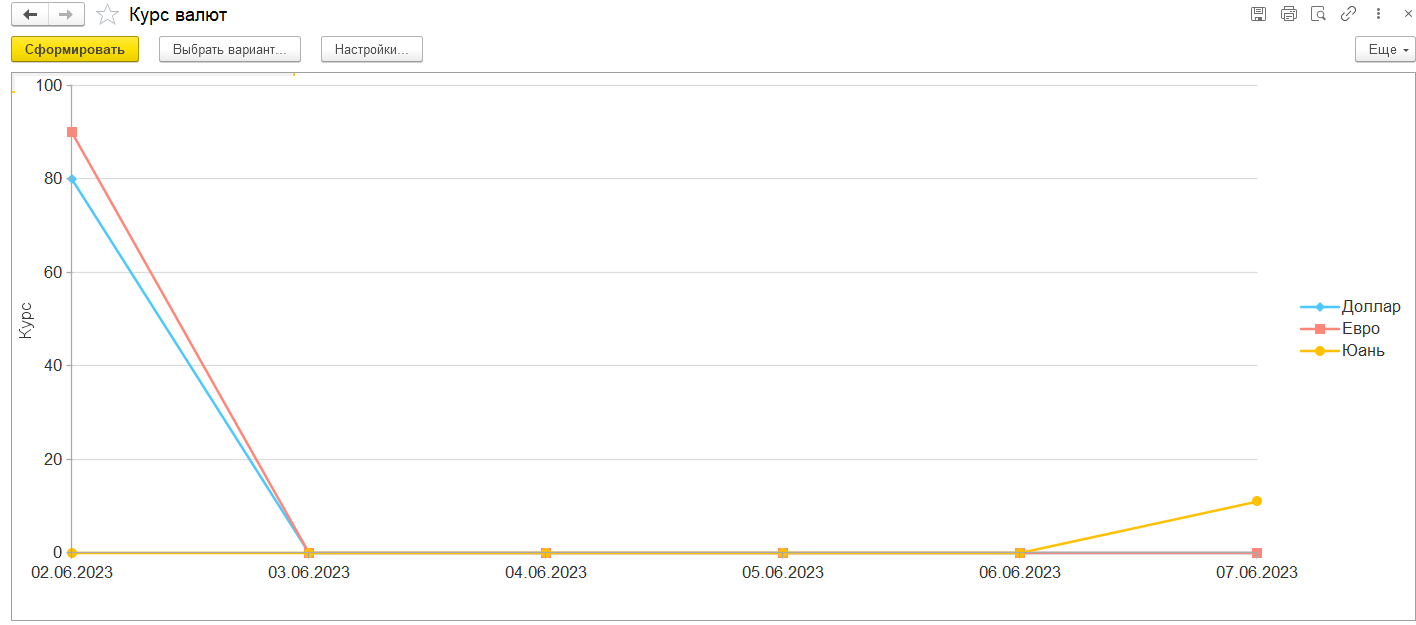 Курс валют
Сформировать
Выбрать вариант...
Настройки...
Еще
100
80
60
40
20
0
Курс
02.06.2023
03.06.2023
04.06.2023
05.06.2023
06.06.2023
07.06.2023
Доллар
Евро
Юань